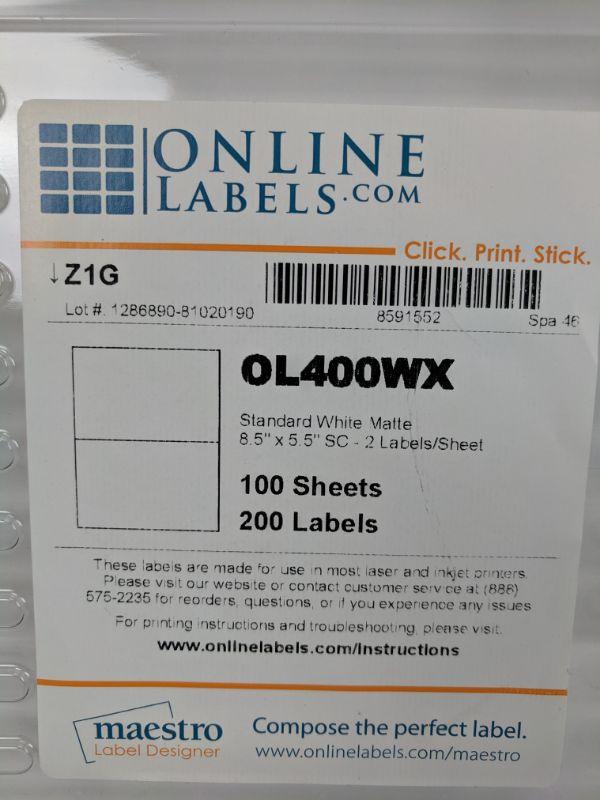 ONLINE
LABELS.COM
Click. Print. Stick.
↓Z1G
Lot #: 1286890-81020190
8591552
Spa 46
OL400WX
Standard White Matte
8.5" x 5.5" SC - 2 Labels/Sheet
100 Sheets
200 Labels
These labels are made for use in most laser and inkjet printers.
Please visit our website or contact customer service at (888)
575-2235 for reorders, questions, or if you experience any issues
For printing instructions and troubleshooting, please visit:
www.onlinelabels.com/instructions
maestro
Label Designer
Compose the perfect label.
www.onlinelabels.com/maestro